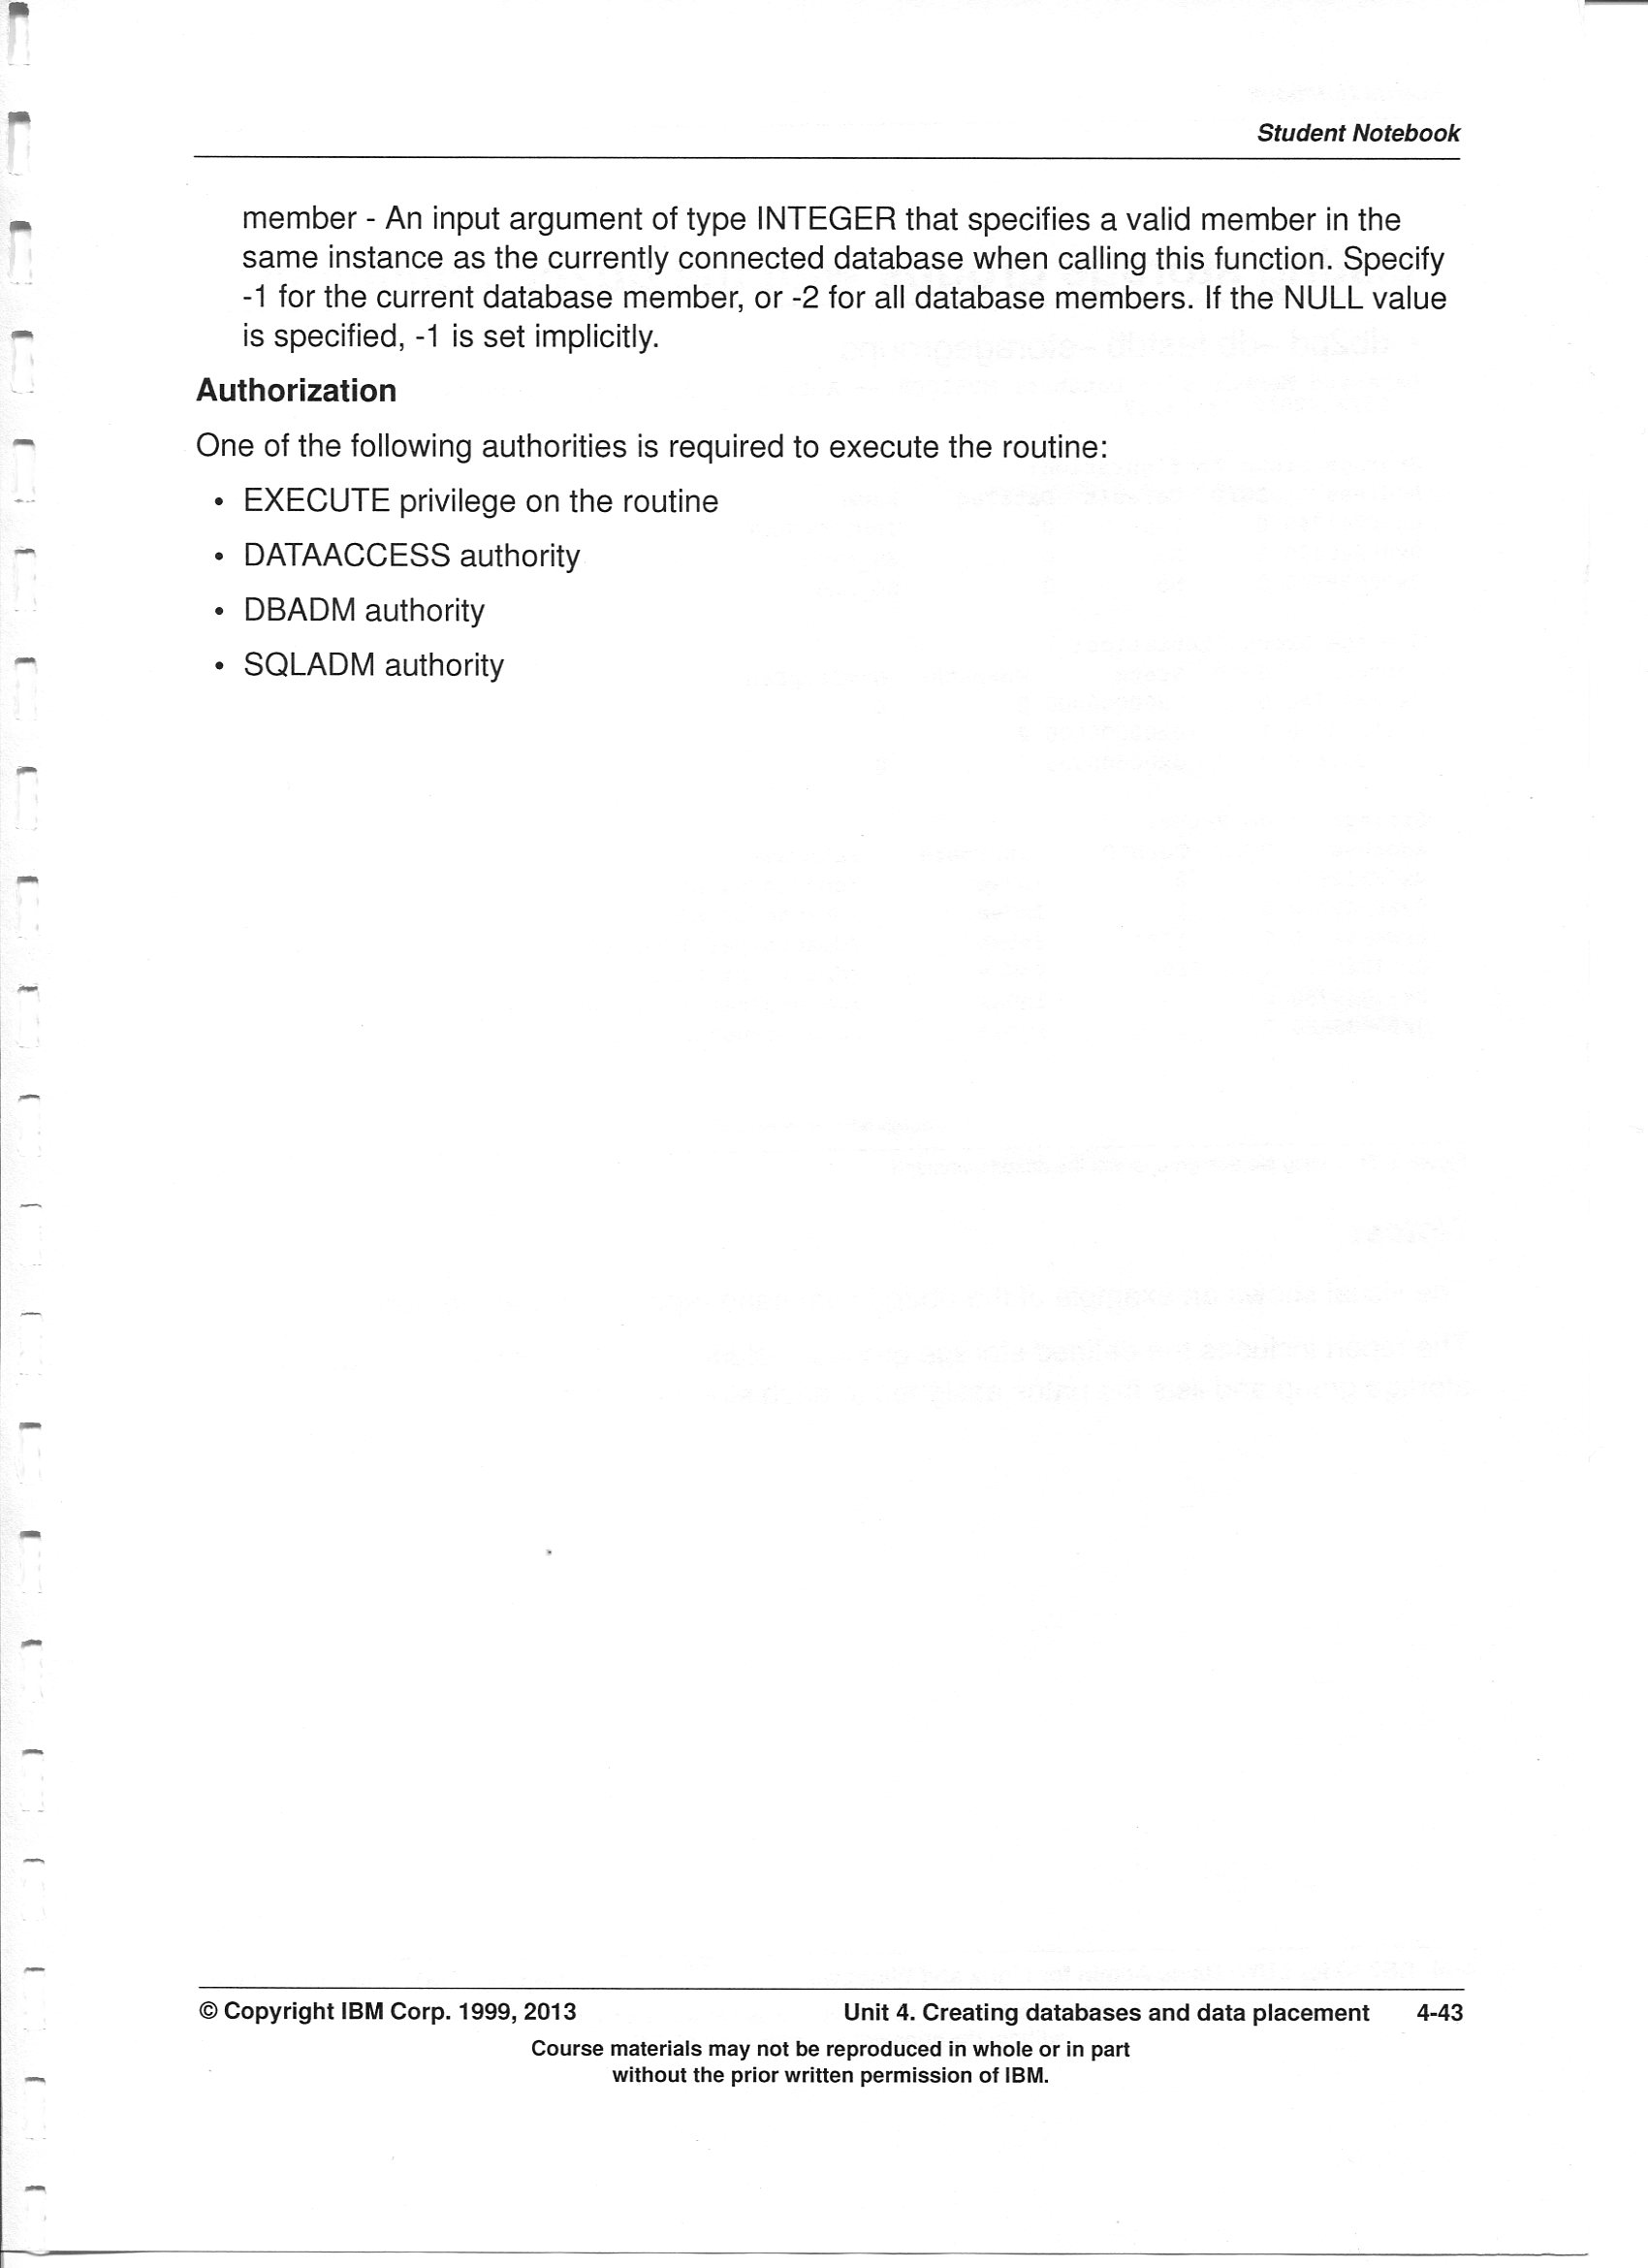 Student Notebook
member - An input argument of type INTEGER that specifies a valid member in the
same instance as the currently connected database when calling this function. Specify
-1 for the current database member, or -2 for all database members. If the NULL value
is specified, -1 is set implicitly.
Authorization
One of the following authorities is required to execute the routine:
• EXECUTE privilege on the routine
• DATAACCESS authority
• DBADM authority
• SQLADM authority
© Copyright IBM Corp. 1999, 2013 Unit 4. Creating databases and data placement 4-43
Course materials may not be reproduced in whole or in part
without the prior written permission of IBM.